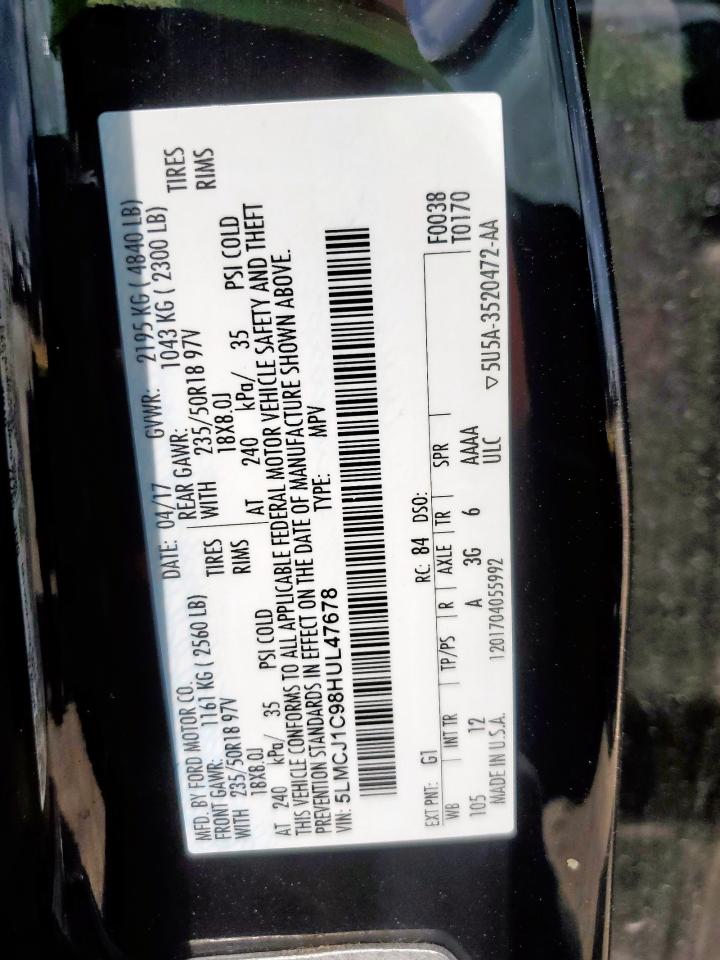 MFD. BY FORD MOTOR CO.
DATE: 04/17 GVWR: 2195 KG ( 4840 LB)
FRONT GAWR: 1161 KG ( 2560 LB)
REAR GAWR: 1043 KG ( 2300 LB)
WITH 235/50R18 97V TIRES
WITH 235/50R18 97V TIRES
18X8.0J RIMS
18X8.0J RIMS
AT 240 kPa/ 35 PSI COLD
AT 240 kPa/ 35 PSI COLD
THIS VEHICLE CONFORMS TO ALL APPLICABLE FEDERAL MOTOR VEHICLE SAFETY AND THEFT
PREVENTION STANDARDS IN EFFECT ON THE DATE OF MANUFACTURE SHOWN ABOVE.
VIN: 5LMCJ1C98HUL47678 TYPE: MPV
F0038
T0170
EXT PNT: G1 RC: 84 DSO:
WB INT TR TP/PS R AXLE TR SPR
105 12 A 3G 6 AAAA
ULC
MADE IN U.S.A. 1201704055992
▽5U5A-3520472-AA